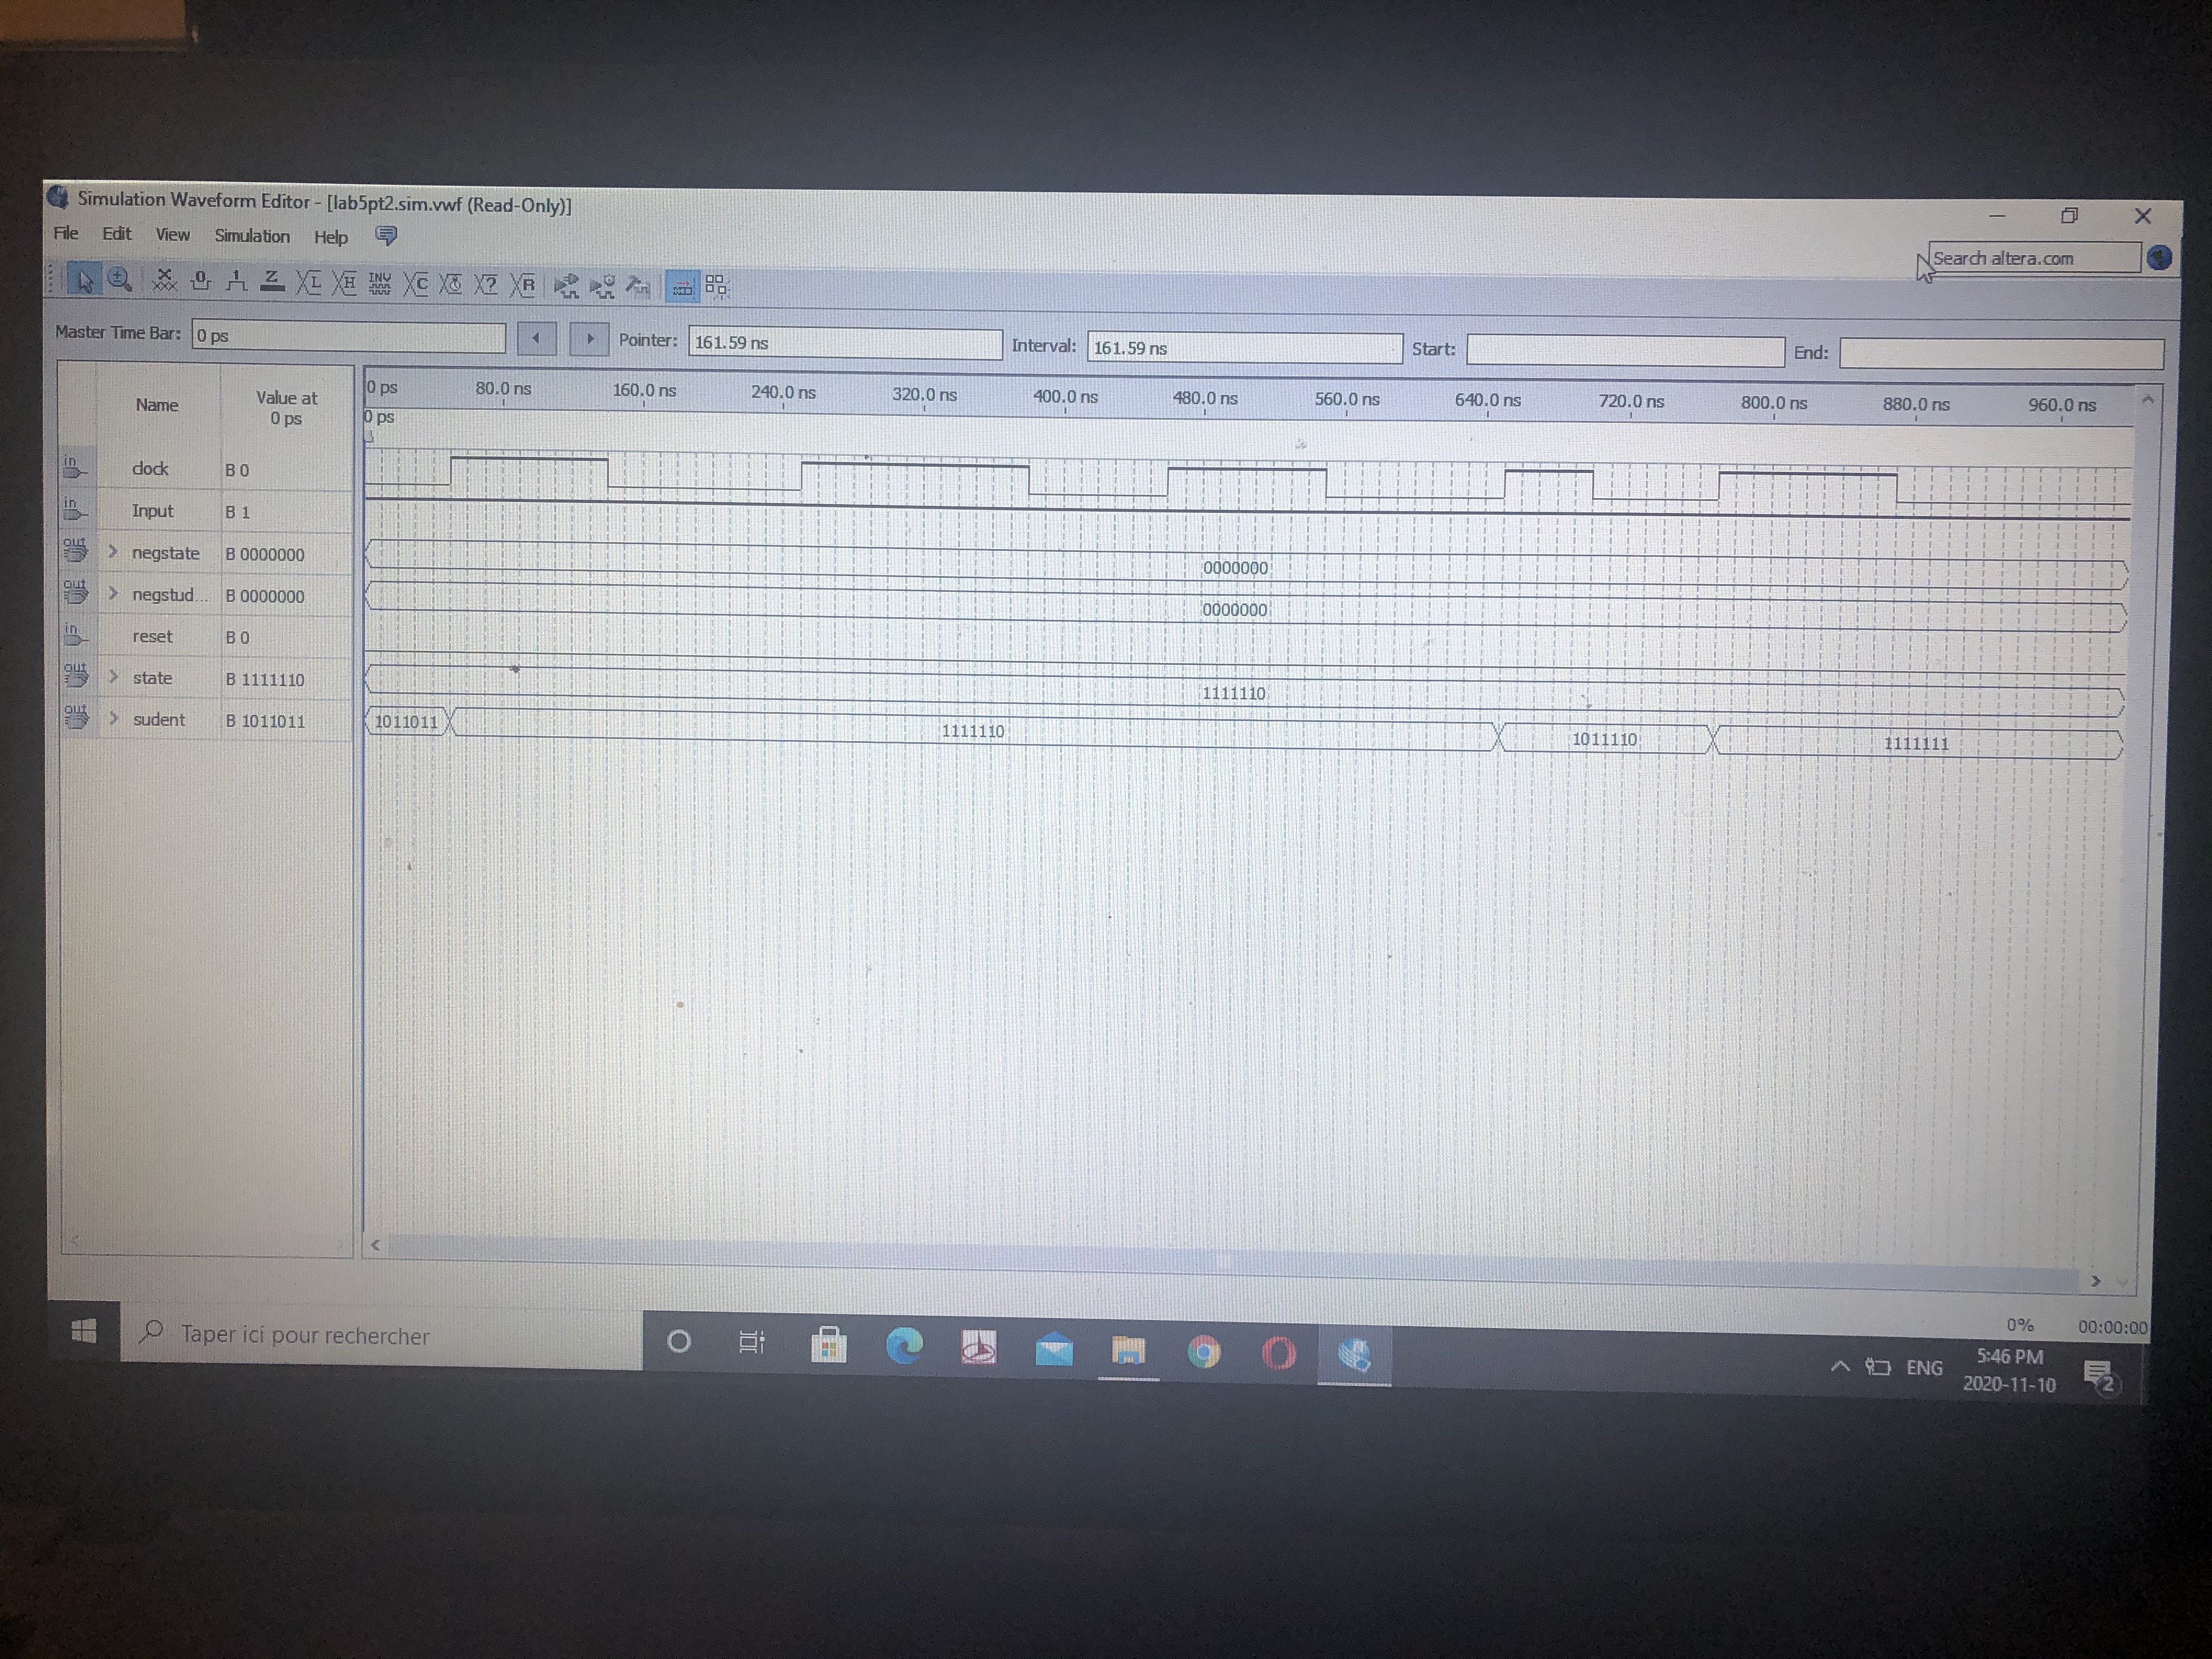 Simulation Waveform Editor - [lab5pt2.sim.vwf (Read-Only)]
File Edit View Simulation Help
Search altera.com
Master Time Bar: 0 ps Pointer: 161.59 ns Interval: 161.59 ns Start: End:
Name Value at 0 ps
0 ps 80.0 ns 160.0 ns 240.0 ns 320.0 ns 400.0 ns 480.0 ns 560.0 ns 640.0 ns 720.0 ns 800.0 ns 880.0 ns 960.0 ns
0 ps
in clock B 0
in Input B 1
out negstate B 0000000 0000000
out negstud... B 0000000 0000000
in reset B 0
out state B 1111110 1111110
out sudent B 1011011 1011011 1111110 1011110 1111111
0% 00:00:00
Taper ici pour rechercher
ENG
5:46 PM
2020-11-10
2